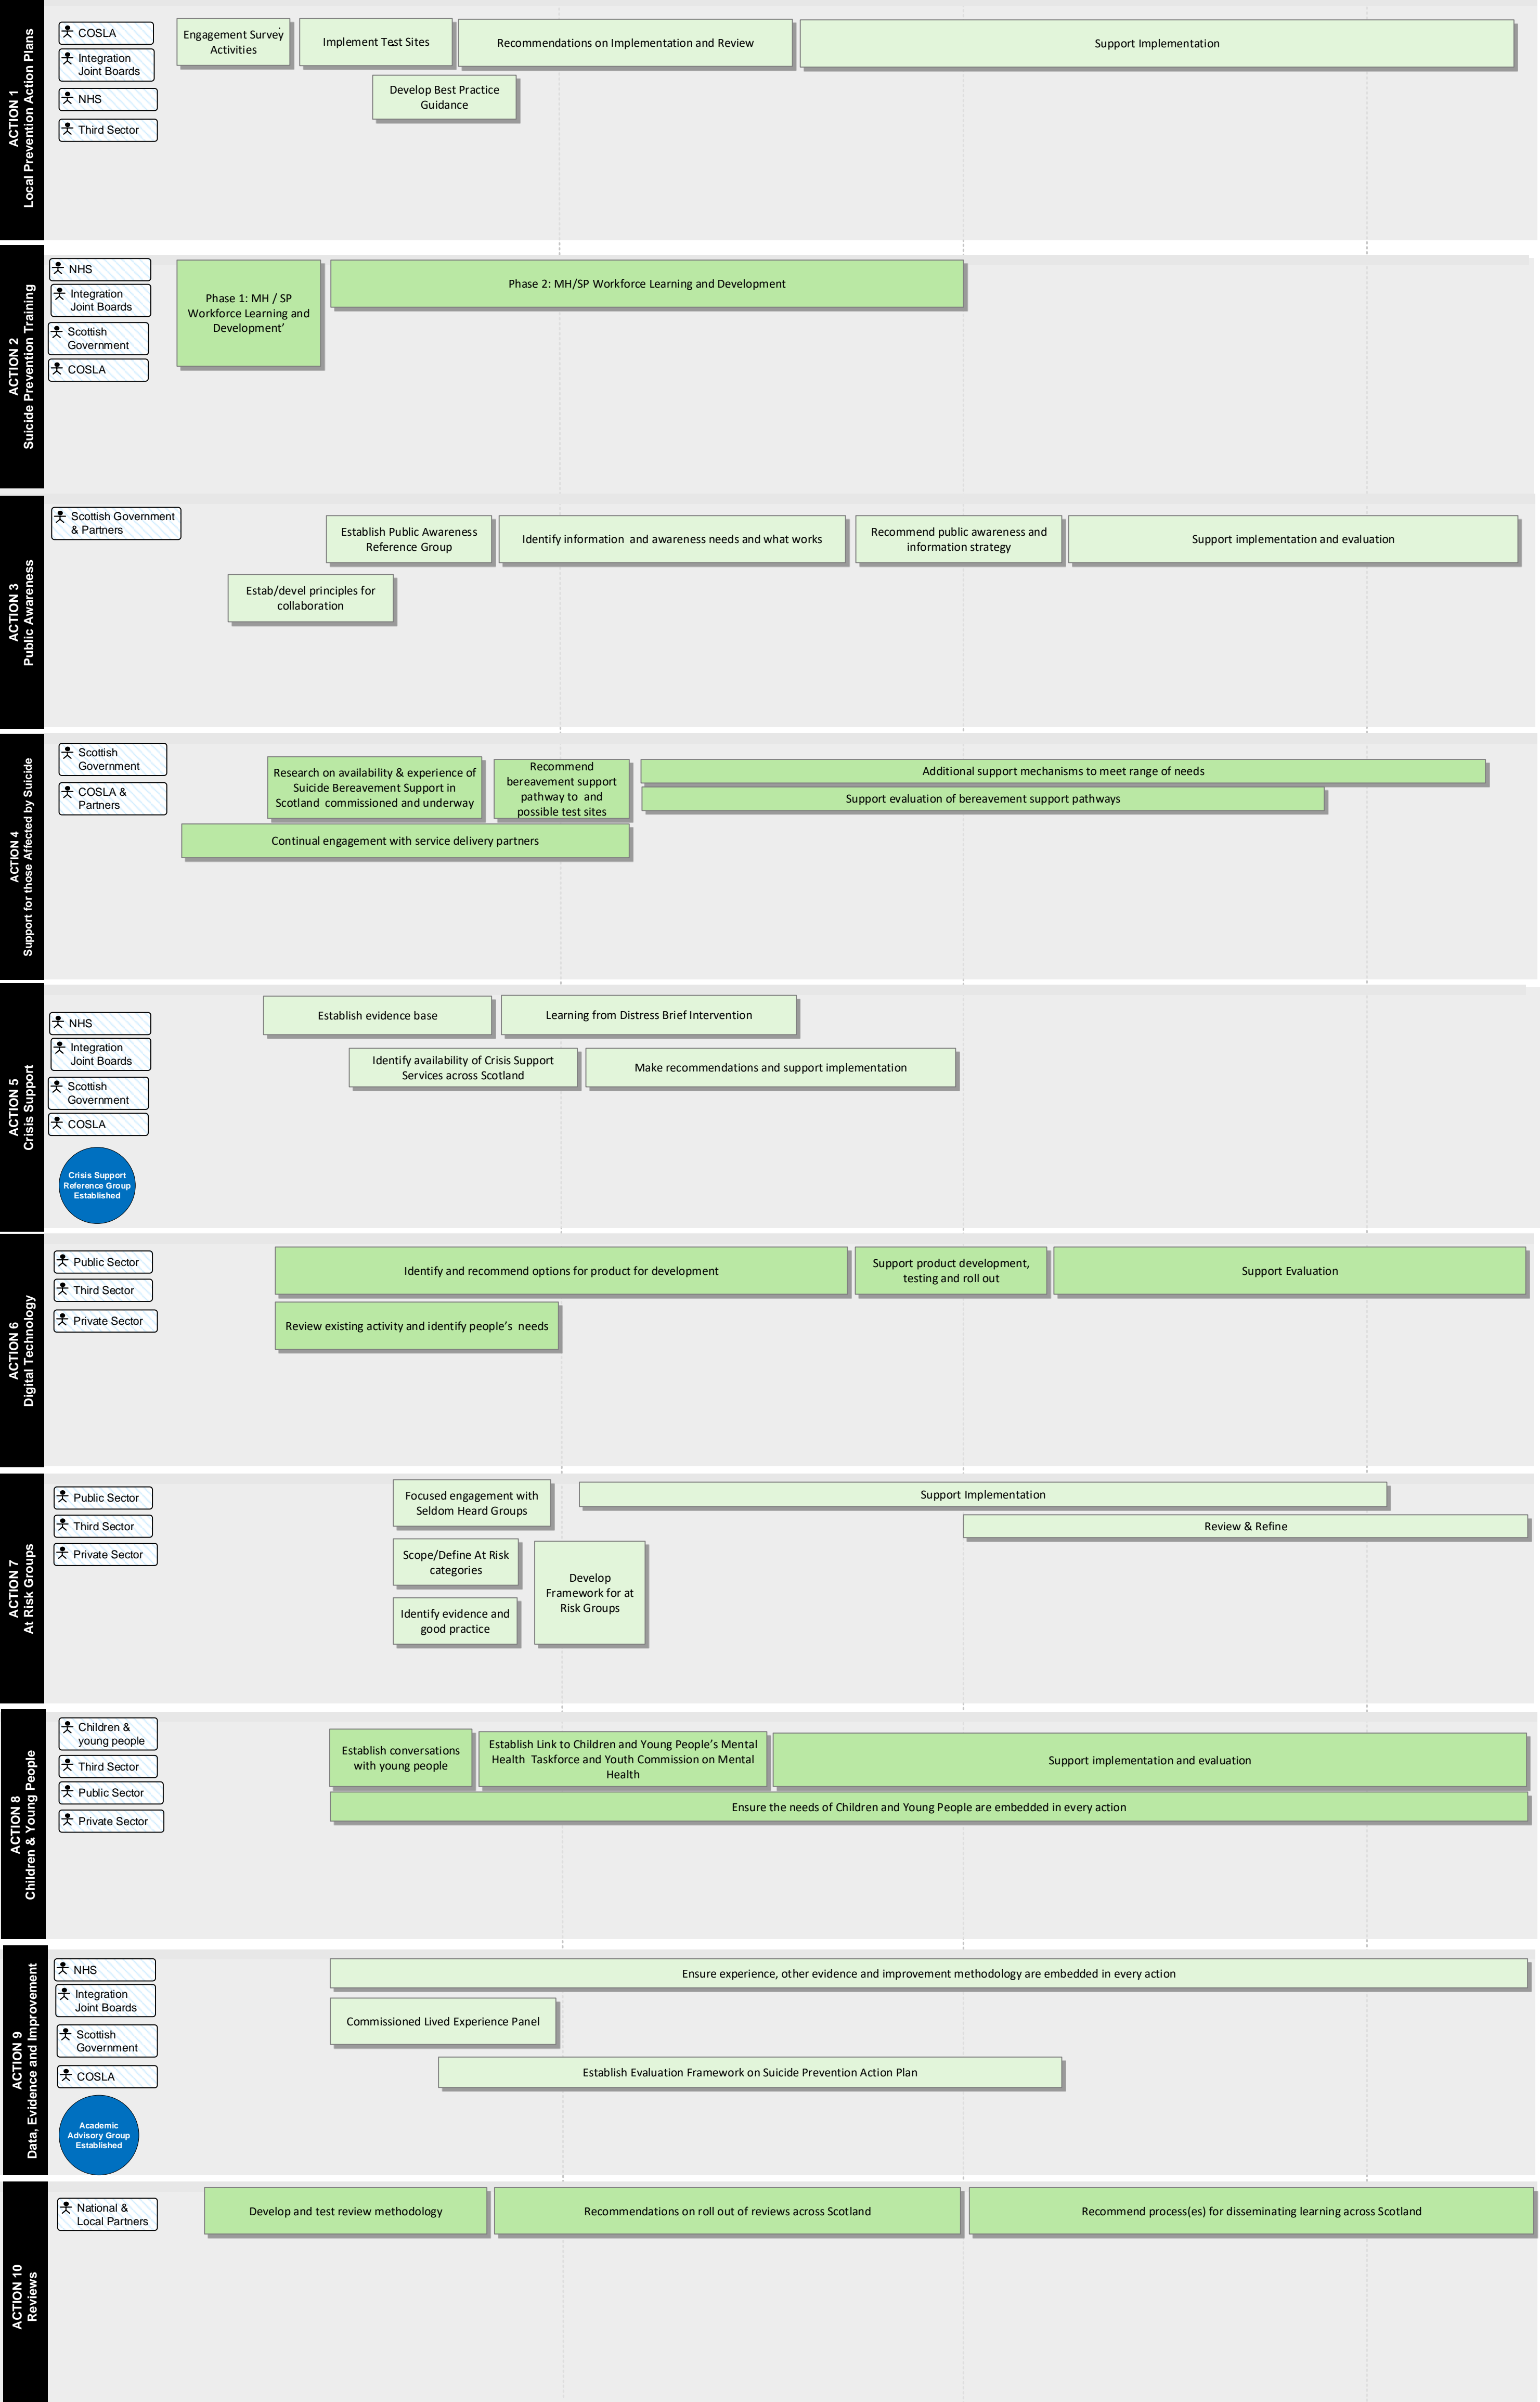 ACTION 1
Local Prevention Action Plans
COSLA
Integration
Joint Boards
NHS
Third Sector
Engagement Survey
Activities
Implement Test Sites
Recommendations on Implementation and Review
Support Implementation
Develop Best Practice
Guidance
ACTION 2
Suicide Prevention Training
NHS
Integration
Joint Boards
Scottish
Government
COSLA
Phase 1: MH / SP
Workforce Learning and
Development’
Phase 2: MH/SP Workforce Learning and Development
ACTION 3
Public Awareness
Scottish Government
& Partners
Establish Public Awareness
Reference Group
Identify information and awareness needs and what works
Recommend public awareness and
information strategy
Support implementation and evaluation
Estab/devel principles for
collaboration
ACTION 4
Support for those Affected by Suicide
Scottish
Government
COSLA &
Partners
Research on availability & experience of
Suicide Bereavement Support in
Scotland commissioned and underway
Recommend
bereavement support
pathway to and
possible test sites
Additional support mechanisms to meet range of needs
Support evaluation of bereavement support pathways
Continual engagement with service delivery partners
ACTION 5
Crisis Support
NHS
Integration
Joint Boards
Scottish
Government
COSLA
Crisis Support
Reference Group
Established
Establish evidence base
Learning from Distress Brief Intervention
Identify availability of Crisis Support
Services across Scotland
Make recommendations and support implementation
ACTION 6
Digital Technology
Public Sector
Third Sector
Private Sector
Identify and recommend options for product for development
Support product development,
testing and roll out
Support Evaluation
Review existing activity and identify people’s needs
ACTION 7
At Risk Groups
Public Sector
Third Sector
Private Sector
Focused engagement with
Seldom Heard Groups
Support Implementation
Review & Refine
Scope/Define At Risk
categories
Develop
Framework for at
Risk Groups
Identify evidence and
good practice
ACTION 8
Children & Young People
Children &
young people
Third Sector
Public Sector
Private Sector
Establish conversations
with young people
Establish Link to Children and Young People’s Mental
Health Taskforce and Youth Commission on Mental
Health
Support implementation and evaluation
Ensure the needs of Children and Young People are embedded in every action
ACTION 9
Data, Evidence and Improvement
NHS
Integration
Joint Boards
Scottish
Government
COSLA
Academic
Advisory Group
Established
Ensure experience, other evidence and improvement methodology are embedded in every action
Commissioned Lived Experience Panel
Establish Evaluation Framework on Suicide Prevention Action Plan
ACTION 10
Reviews
National &
Local Partners
Develop and test review methodology
Recommendations on roll out of reviews across Scotland
Recommend process(es) for disseminating learning across Scotland